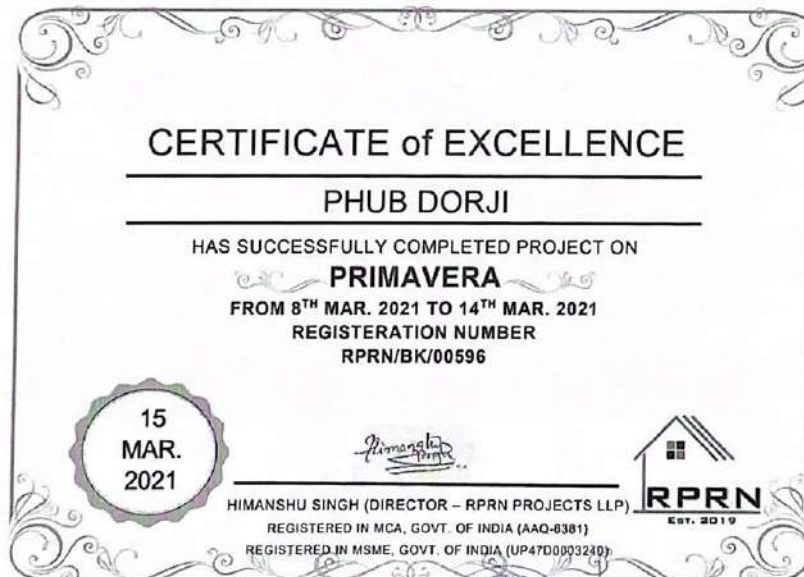 CERTIFICATE of EXCELLENCE
PHUB DORJI
HAS SUCCESSFULLY COMPLETED PROJECT ON
PRIMAVERA
FROM 8TH MAR. 2021 TO 14TH MAR. 2021
REGISTERATION NUMBER
RPRN/BK/00596
15
MAR.
2021
Himanshu
Singh
HIMANSHU SINGH (DIRECTOR – RPRN PROJECTS LLP)
REGISTERED IN MCA, GOVT. OF INDIA (AAQ-6381)
REGISTERED IN MSME, GOVT. OF INDIA (UP47D0003240)
RPRN
EST. 2019